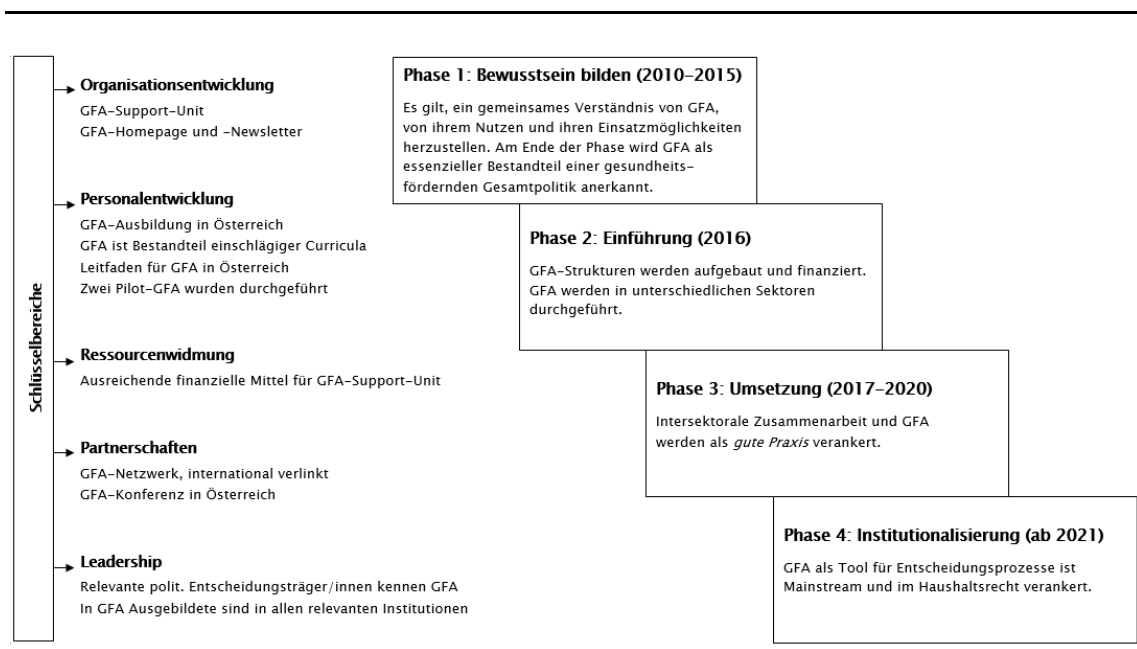 Schlüsselbereiche
Organisationsentwicklung
GFA-Support-Unit
GFA-Homepage und -Newsletter
Personalentwicklung
GFA-Ausbildung in Österreich
GFA ist Bestandteil einschlägiger Curricula
Leitfaden für GFA in Österreich
Zwei Pilot-GFA wurden durchgeführt
Ressourcenwidmung
Ausreichende finanzielle Mittel für GFA-Support-Unit
Partnerschaften
GFA-Netzwerk, international verlinkt
GFA-Konferenz in Österreich
Leadership
Relevante polit. Entscheidungsträger/innen kennen GFA
In GFA Ausgebildete sind in allen relevanten Institutionen
Phase 1: Bewusstsein bilden (2010-2015)
Es gilt, ein gemeinsames Verständnis von GFA,
von ihrem Nutzen und ihren Einsatzmöglichkeiten
herzustellen. Am Ende der Phase wird GFA als
essenzieller Bestandteil einer gesundheits-
fördernden Gesamtpolitik anerkannt.
Phase 2: Einführung (2016)
GFA-Strukturen werden aufgebaut und finanziert.
GFA werden in unterschiedlichen Sektoren
durchgeführt.
Phase 3: Umsetzung (2017-2020)
Intersektorale Zusammenarbeit und GFA
werden als gute Praxis verankert.
Phase 4: Institutionalisierung (ab 2021)
GFA als Tool für Entscheidungsprozesse ist
Mainstream und im Haushaltsrecht verankert.